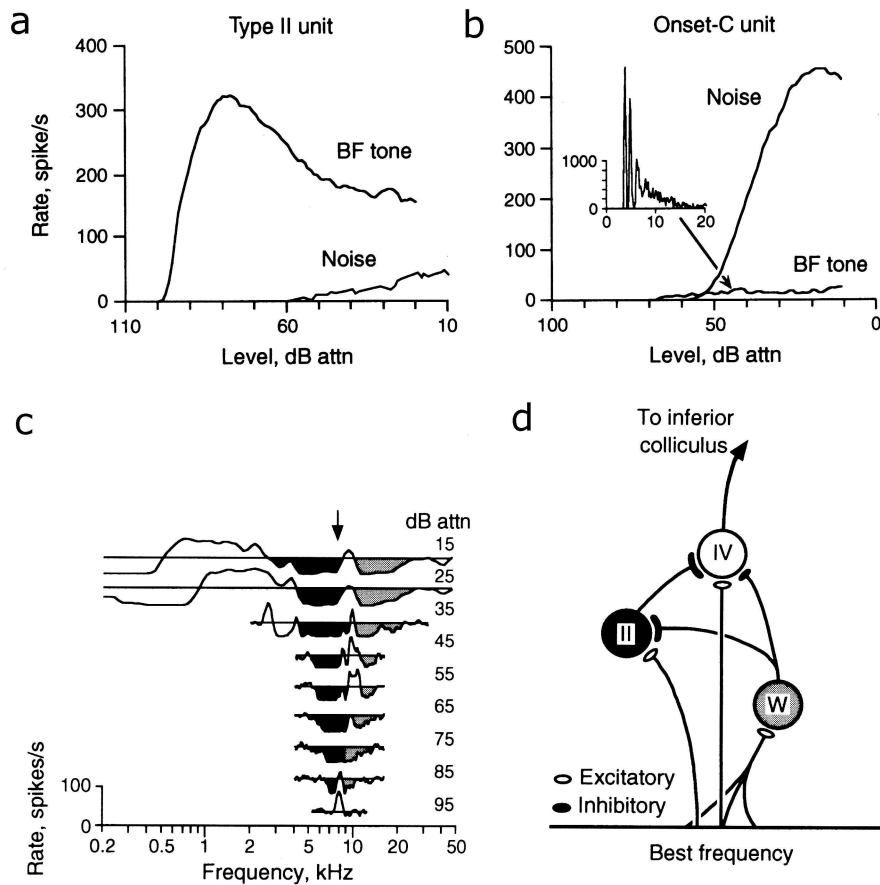 a
Type II unit
400
300
200
100
0
110
60
10
Rate, spike/s
Level, dB attn
BF tone
Noise
b
Onset-C unit
500
400
300
200
100
0
100
50
0
Level, dB attn
Noise
BF tone
1000
0
0
10
20
c
dB attn
15
25
35
45
55
65
75
85
95
Rate, spikes/s
100
0
0.2
0.5
1
2
5
10
20
50
Frequency, kHz
d
To inferior
colliculus
IV
II
W
Excitatory
Inhibitory
Best frequency